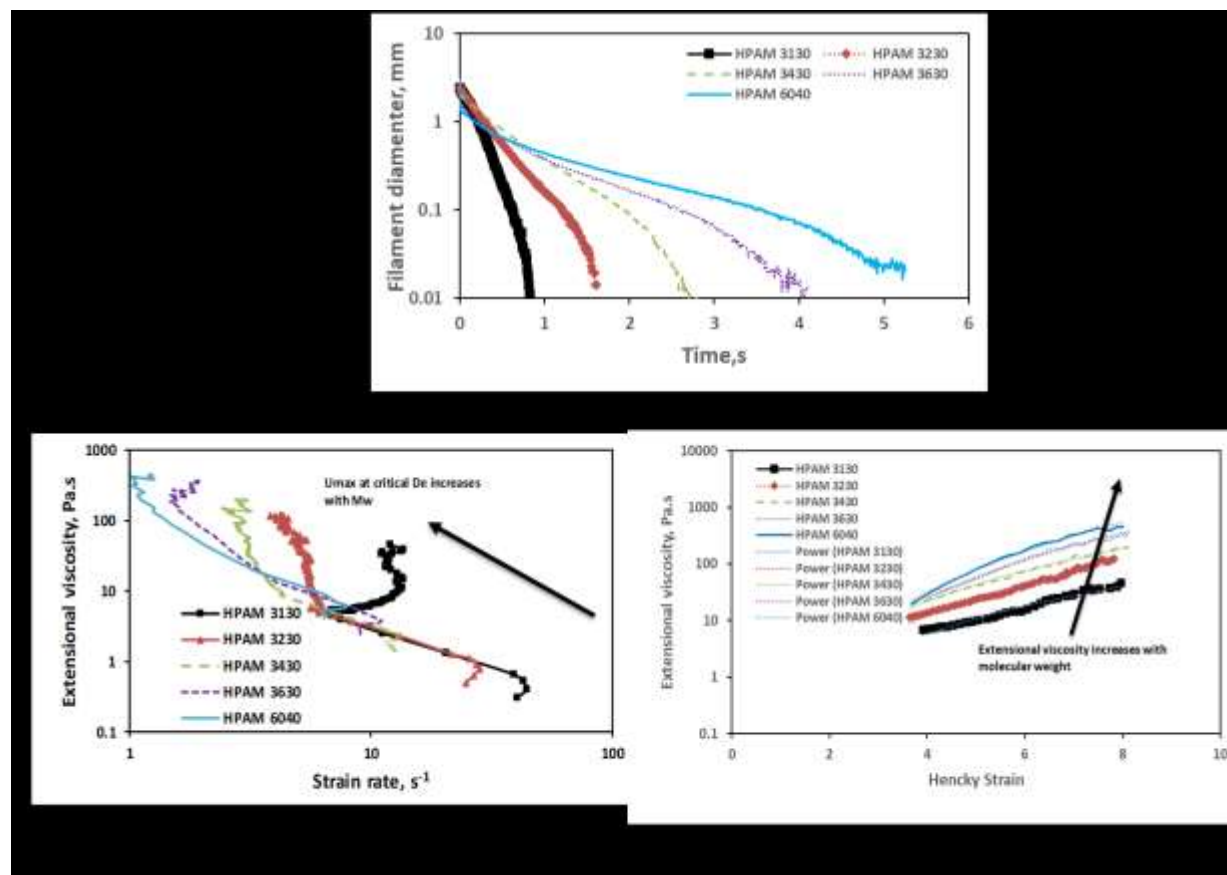 10
1
0.1
0.01
Filament diamenter, mm
HPAM 3130
HPAM 3230
HPAM 3430
HPAM 3630
HPAM 6040
0
1
2
3
4
5
6
Time,s
1000
100
10
1
0.1
Extensional viscosity, Pa.s
Umax at critical De increases
with Mw
HPAM 3130
HPAM 3230
HPAM 3430
HPAM 3630
HPAM 6040
1
10
100
Strain rate, s⁻¹
10000
1000
100
10
1
0.1
Extensional viscosity, Pa.s
HPAM 3130
HPAM 3230
HPAM 3430
HPAM 3630
HPAM 6040
Power (HPAM 3130)
Power (HPAM 3230)
Power (HPAM 3430)
Power (HPAM 3630)
Power (HPAM 6040)
Extensional viscosity increases with
molecular weight
0
2
4
6
8
10
Hencky Strain